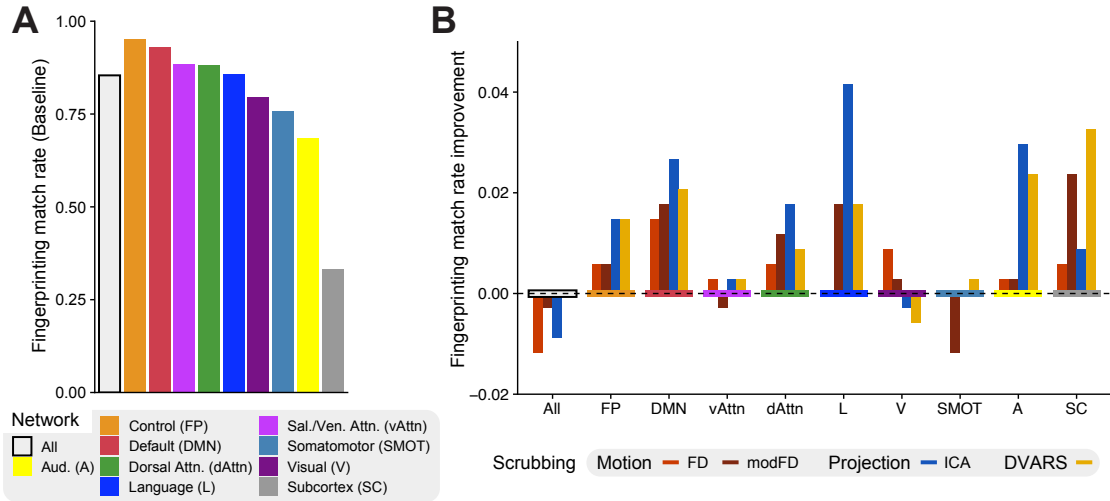 A
Fingerprinting match rate (Baseline)
1.00
0.75
0.50
0.25
0.00
Network
All
Aud. (A)
Control (FP)
Default (DMN)
Dorsal Attn. (dAttn)
Language (L)
Sal./Ven. Attn. (vAttn)
Somatomotor (SMOT)
Visual (V)
Subcortex (SC)
B
Fingerprinting match rate improvement
0.04
0.02
0.00
−0.02
All FP DMN vAttn dAttn L V SMOT A SC
Scrubbing Motion FD modFD Projection ICA DVARS